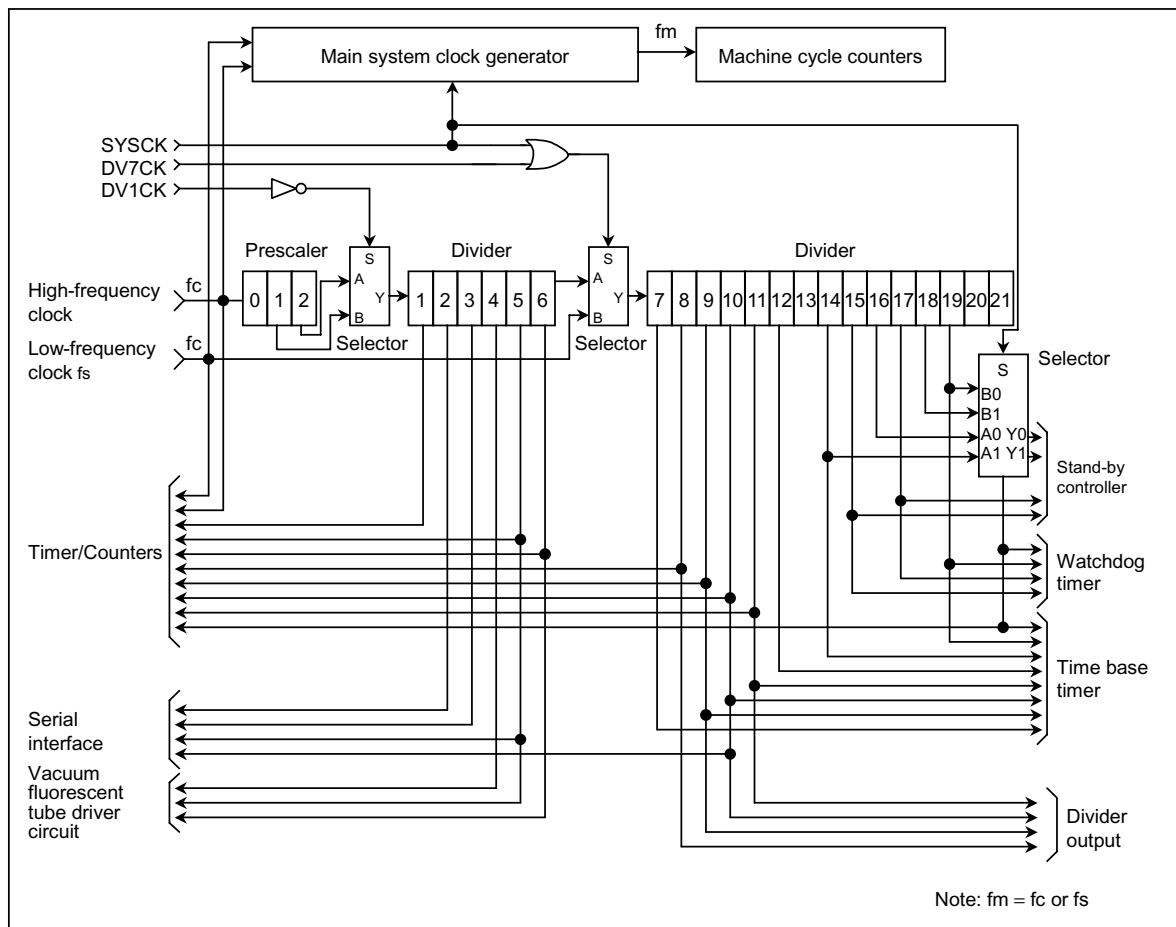 fm
Main system clock generator
Machine cycle counters
SYSCK
DV7CK
DV1CK
Prescaler
Divider
Divider
S
A
Y
B
S
A
Y
B
fc
High-frequency
clock
0 1 2
1 2 3 4 5 6
7 8 9 10 11 12 13 14 15 16 17 18 19 20 21
Selector
Selector
fc
Low-frequency
clock fs
Selector
S
B0
B1
A0 Y0
A1 Y1
Stand-by
controller
Timer/Counters
Watchdog
timer
Time base
timer
Serial
interface
Vacuum
fluorescent
tube driver
circuit
Divider
output
Note: fm = fc or fs